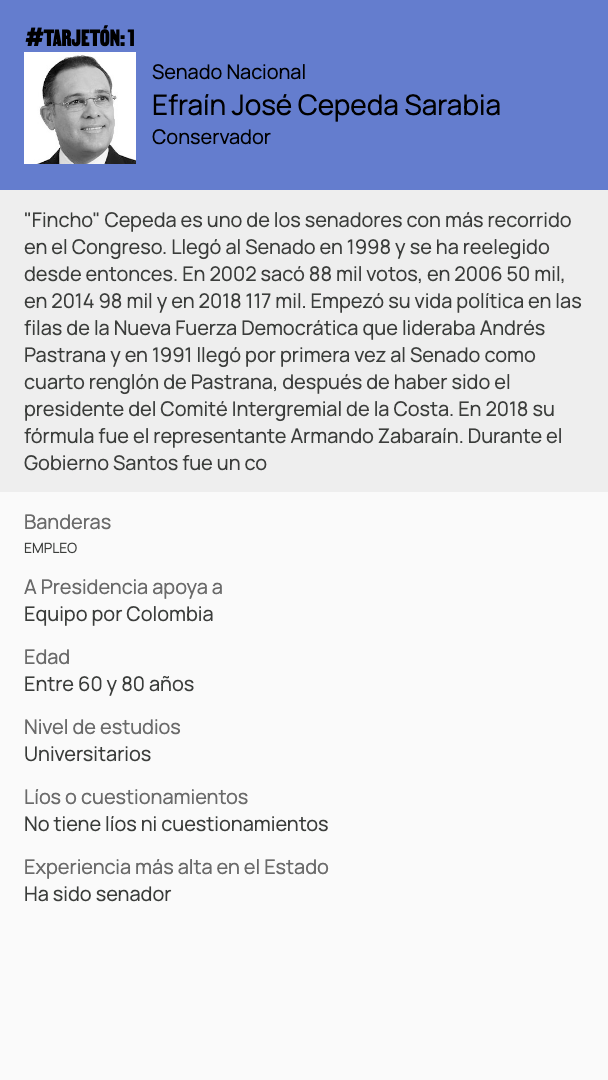 #TARJETÓN: 1
Senado Nacional
Efraín José Cepeda Sarabia
Conservador
"Fincho" Cepeda es uno de los senadores con más recorrido
en el Congreso. Llegó al Senado en 1998 y se ha reelegido
desde entonces. En 2002 sacó 88 mil votos, en 2006 50 mil,
en 2014 98 mil y en 2018 117 mil. Empezó su vida política en las
filas de la Nueva Fuerza Democrática que lideraba Andrés
Pastrana y en 1991 llegó por primera vez al Senado como
cuarto renglón de Pastrana, después de haber sido el
presidente del Comité Intergremial de la Costa. En 2018 su
fórmula fue el representante Armando Zabaraín. Durante el
Gobierno Santos fue un co
Banderas
EMPLEO
A Presidencia apoya a
Equipo por Colombia
Edad
Entre 60 y 80 años
Nivel de estudios
Universitarios
Líos o cuestionamientos
No tiene líos ni cuestionamientos
Experiencia más alta en el Estado
Ha sido senador